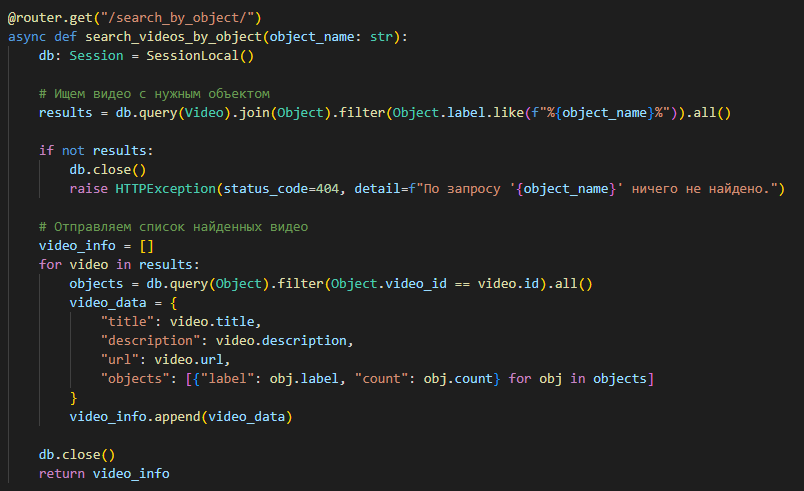 @router.get("/search_by_object/")
async def search_videos_by_object(object_name: str):
    db: Session = SessionLocal()

    # Ищем видео с нужным объектом
    results = db.query(Video).join(Object).filter(Object.label.like(f"%{object_name}%")).all()

    if not results:
        db.close()
        raise HTTPException(status_code=404, detail=f"По запросу '{object_name}' ничего не найдено.")

    # Отправляем список найденных видео
    video_info = []
    for video in results:
        objects = db.query(Object).filter(Object.video_id == video.id).all()
        video_data = {
            "title": video.title,
            "description": video.description,
            "url": video.url,
            "objects": [{"label": obj.label, "count": obj.count} for obj in objects]
        }
        video_info.append(video_data)

    db.close()
    return video_info